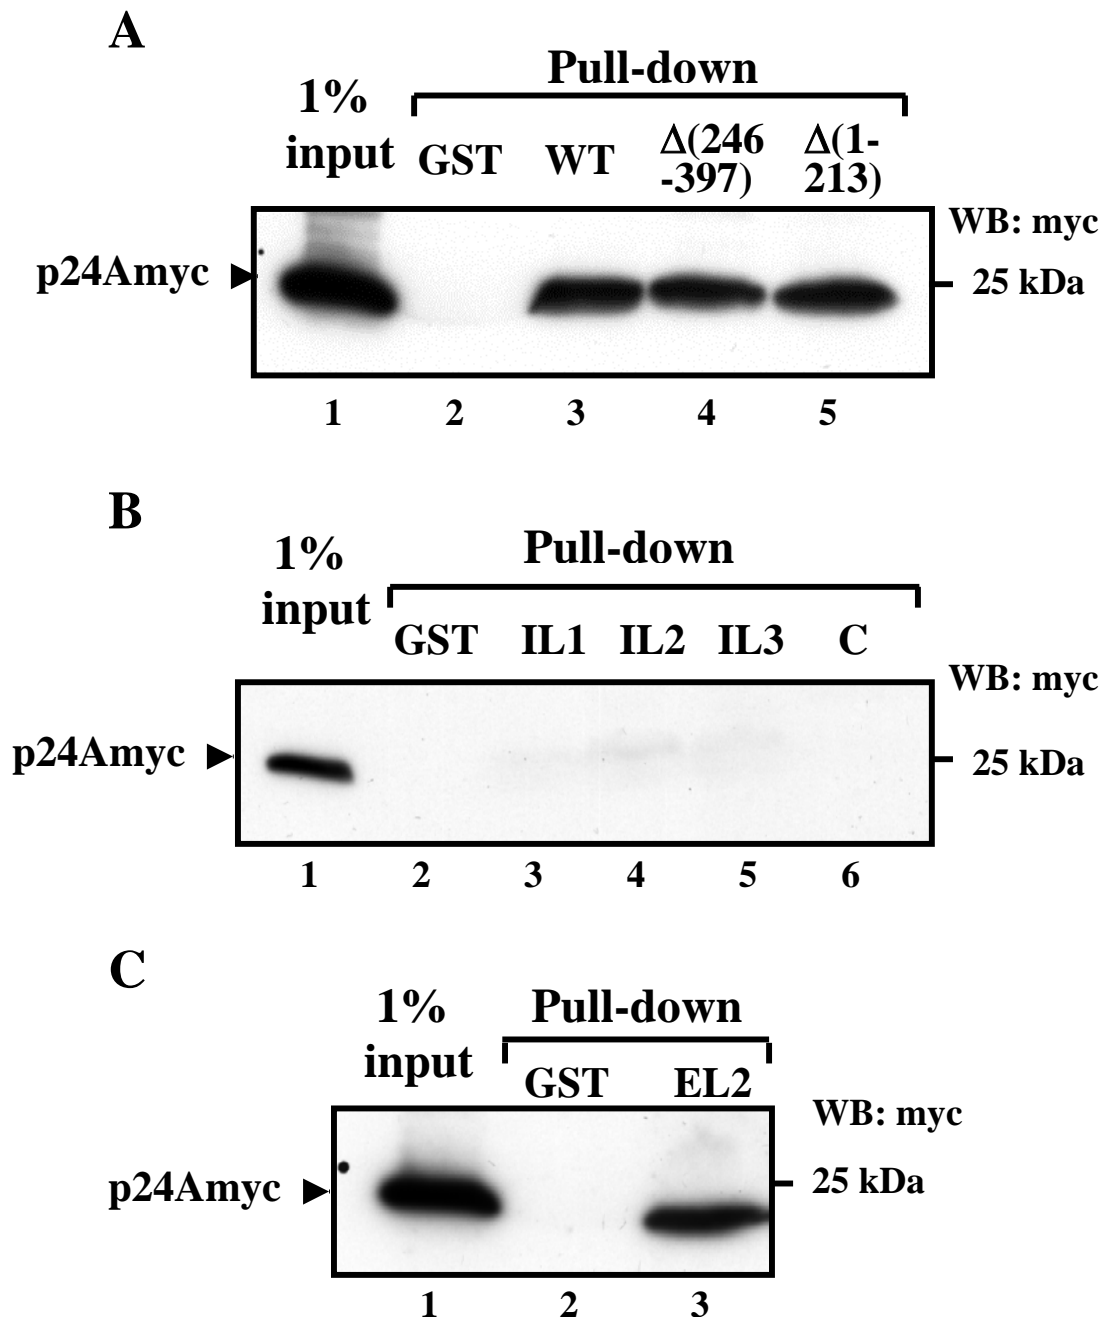 A
Pull-down
1%
input
GST
WT
Δ(246
-397)
Δ(1-
213)
WB: myc
p24Amyc
25 kDa
1 2 3 4 5
B
Pull-down
1%
input
GST IL1 IL2 IL3 C
WB: myc
p24Amyc
25 kDa
1 2 3 4 5 6
C
1%
input
Pull-down
GST EL2
WB: myc
p24Amyc
25 kDa
1 2 3